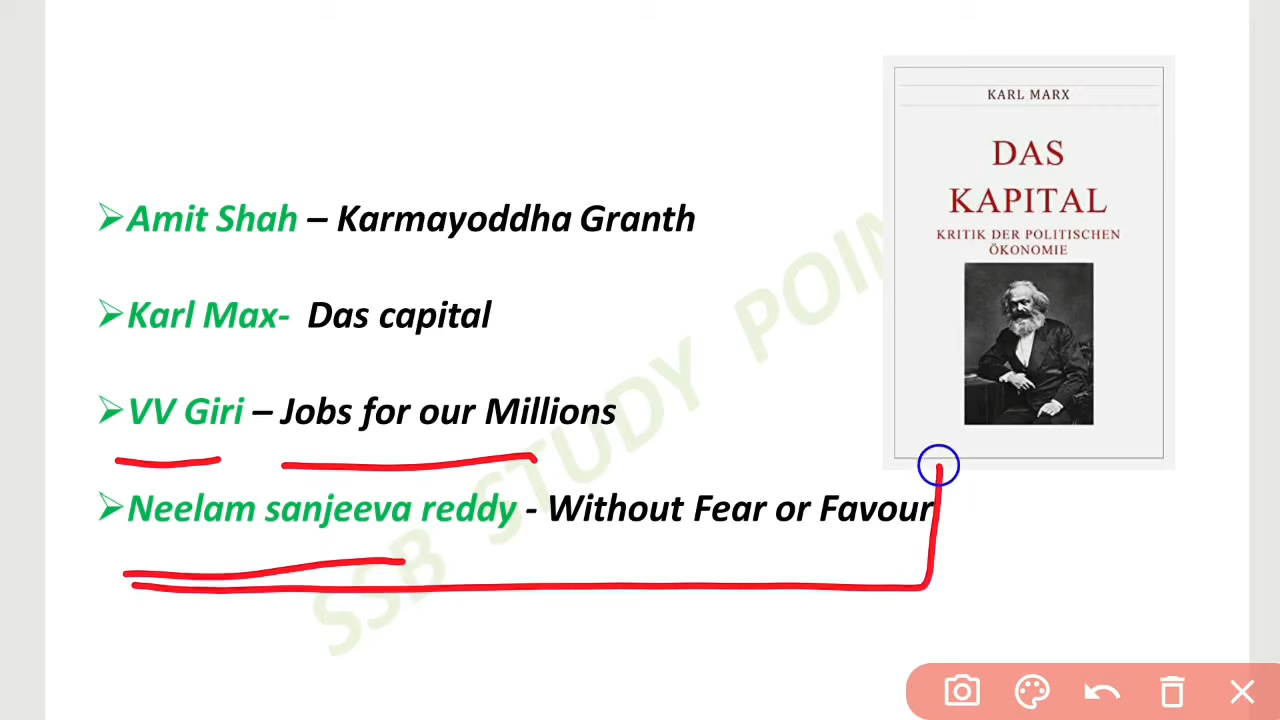 KARL MARX
DAS
KAPITAL
KRITIK DER POLITISCHEN
ÖKONOMIE
➢Amit Shah – Karmayoddha Granth
➢Karl Max- Das capital
➢VV Giri – Jobs for our Millions
➢Neelam sanjeeva reddy - Without Fear or Favour
SSB STUDY POIN